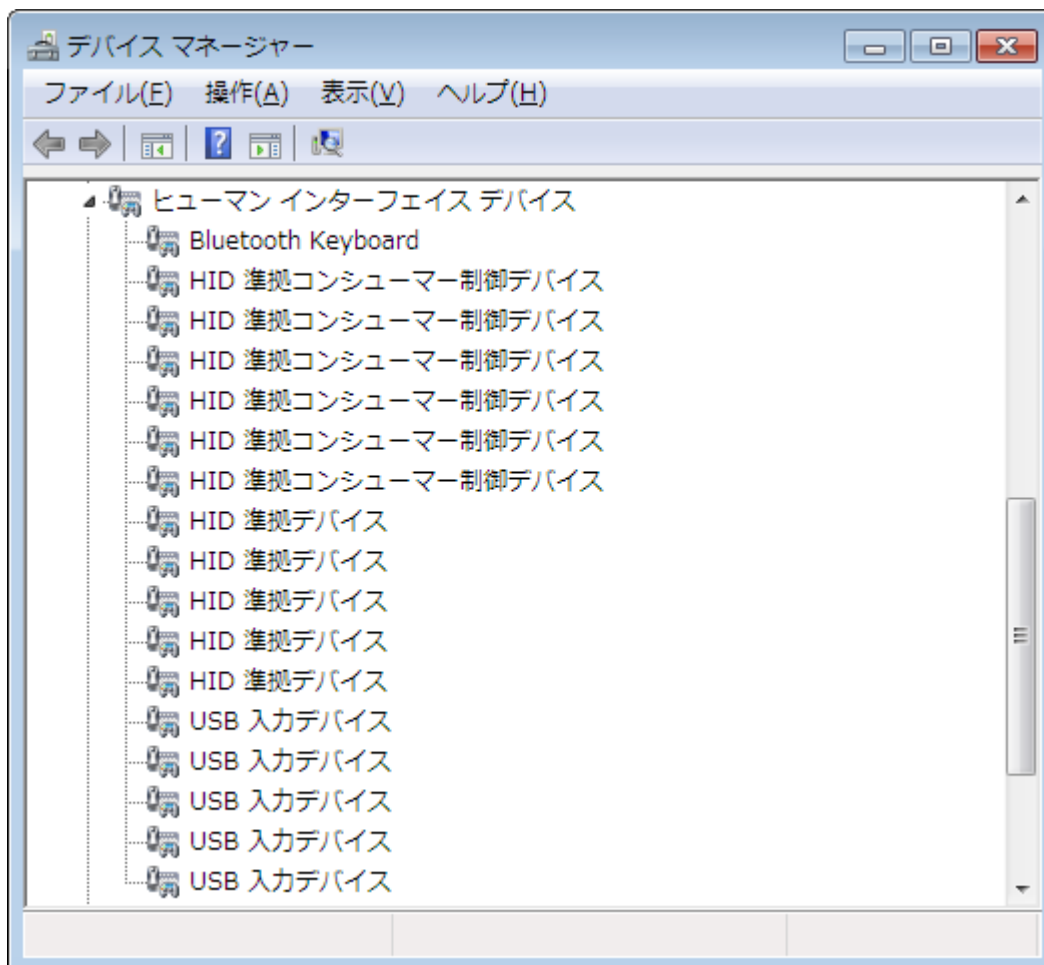 デバイス マネージャー
ファイル(F) 操作(A) 表示(V) ヘルプ(H)
ヒューマン インターフェイス デバイス
Bluetooth Keyboard
HID 準拠コンシューマー制御デバイス
HID 準拠コンシューマー制御デバイス
HID 準拠コンシューマー制御デバイス
HID 準拠コンシューマー制御デバイス
HID 準拠コンシューマー制御デバイス
HID 準拠コンシューマー制御デバイス
HID 準拠デバイス
HID 準拠デバイス
HID 準拠デバイス
HID 準拠デバイス
HID 準拠デバイス
USB 入力デバイス
USB 入力デバイス
USB 入力デバイス
USB 入力デバイス
USB 入力デバイス